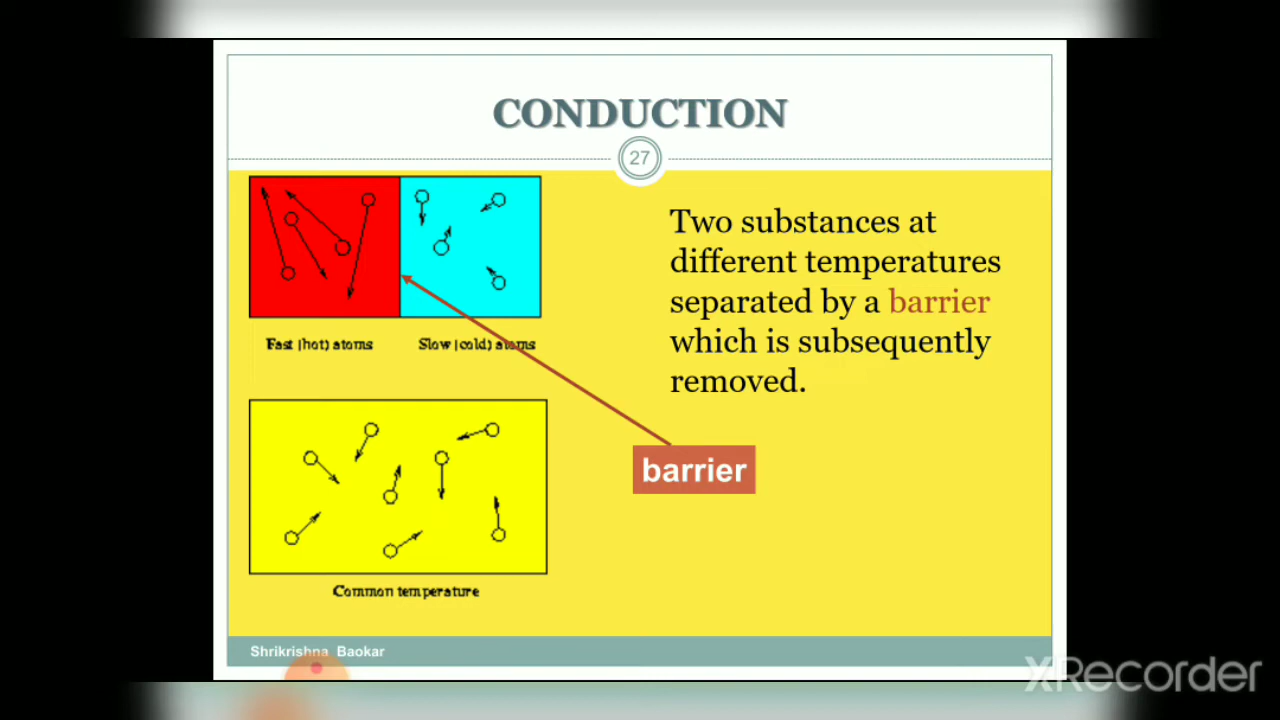 CONDUCTION
27
Two substances at
different temperatures
separated by a barrier
which is subsequently
removed.
Fast (hot) atoms
Slow (cold) atoms
barrier
Common temperature
Shrikrishna Baokar
XRecorder